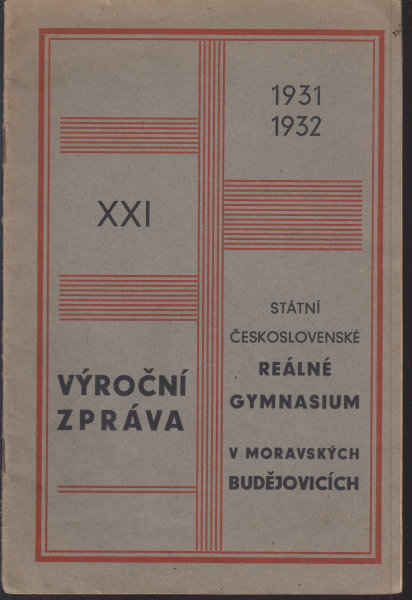 1931
1932
XXI
VÝROČNÍ
ZPRÁVA
STÁTNÍ
ČESKOSLOVENSKÉ
REÁLNÉ
GYMNASIUM
V MORAVSKÝCH
BUDĚJOVICÍCH